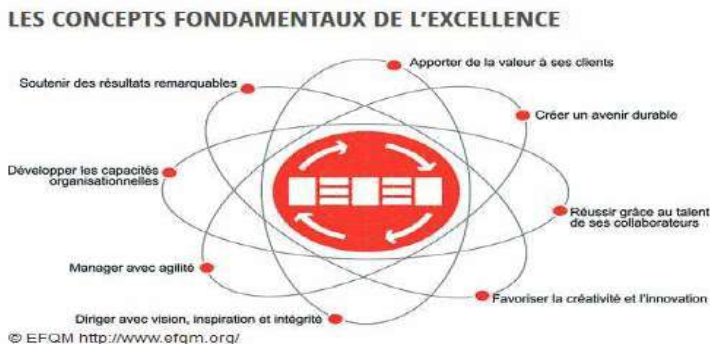 LES CONCEPTS FONDAMENTAUX DE L'EXCELLENCE
Apporter de la valeur à ses clients
Soutenir des résultats remarquables
Créer un avenir durable
Développer les capacités
organisationnelles
Réussir grâce au talent
de ses collaborateurs
Manager avec agilité
Favoriser la créativité et l'innovation
Diriger avec vision, inspiration et intégrité
© EFQM http://www.efqm.org/